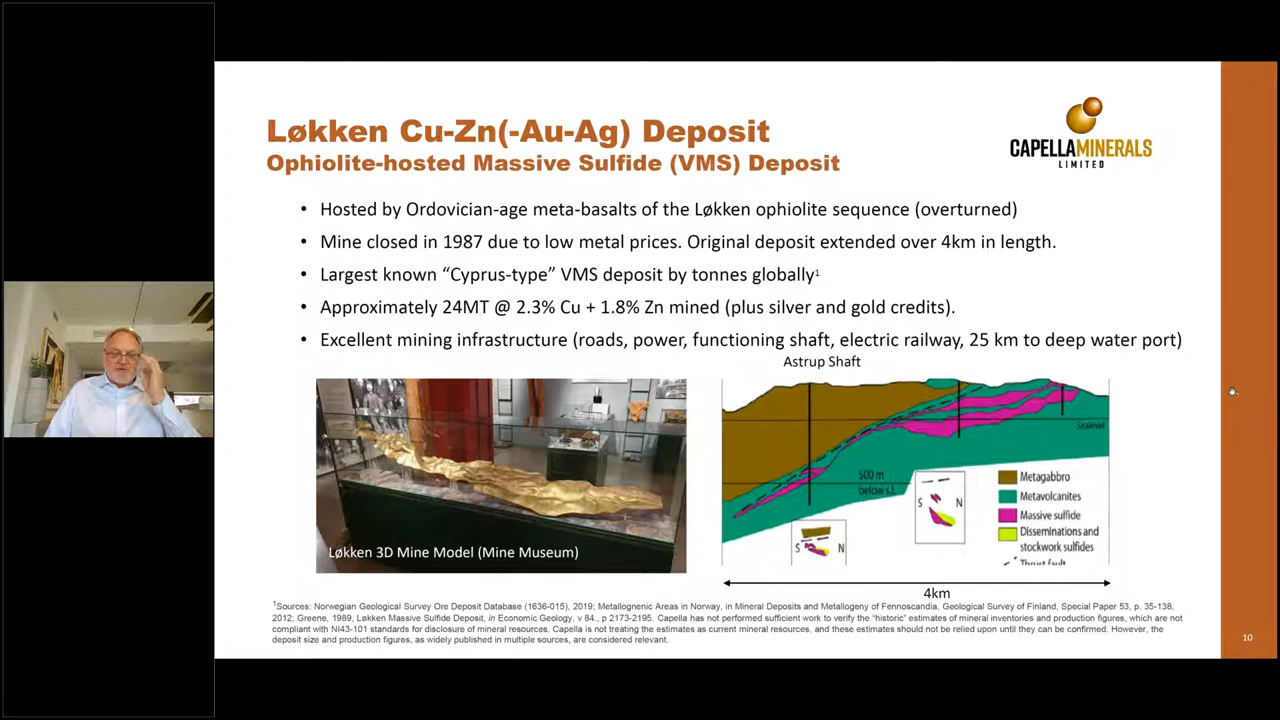 Løkken Cu-Zn(-Au-Ag) Deposit
Ophiolite-hosted Massive Sulfide (VMS) Deposit
CAPELLAMINERALS
LIMITED
• Hosted by Ordovician-age meta-basalts of the Løkken ophiolite sequence (overturned)
• Mine closed in 1987 due to low metal prices. Original deposit extended over 4km in length.
• Largest known “Cyprus-type” VMS deposit by tonnes globally¹
• Approximately 24MT @ 2.3% Cu + 1.8% Zn mined (plus silver and gold credits).
• Excellent mining infrastructure (roads, power, functioning shaft, electric railway, 25 km to deep water port)
Astrup Shaft
Sealevel
500 m
below s.l.
S N
S N
Metagabbro
Metavolcanites
Massive sulfide
Disseminations and
stockwork sulfides
Thrust fault
Løkken 3D Mine Model (Mine Museum)
4km
¹Sources: Norwegian Geological Survey Ore Deposit Database (1636-015), 2019; Metallognenic Areas in Norway, in Mineral Deposits and Metallogeny of Fennoscandia, Geological Survey of Finland, Special Paper 53, p. 35-138,
2012; Greene, 1989, Løkken Massive Sulfide Deposit, in Economic Geology, v 84., p 2173-2195. Capella has not performed sufficient work to verify the “historic” estimates of mineral inventories and production figures, which are not
compliant with NI43-101 standards for disclosure of mineral resources. Capella is not treating the estimates as current mineral resources, and these estimates should not be relied upon until they can be confirmed. However, the
deposit size and production figures, as widely published in multiple sources, are considered relevant.
10